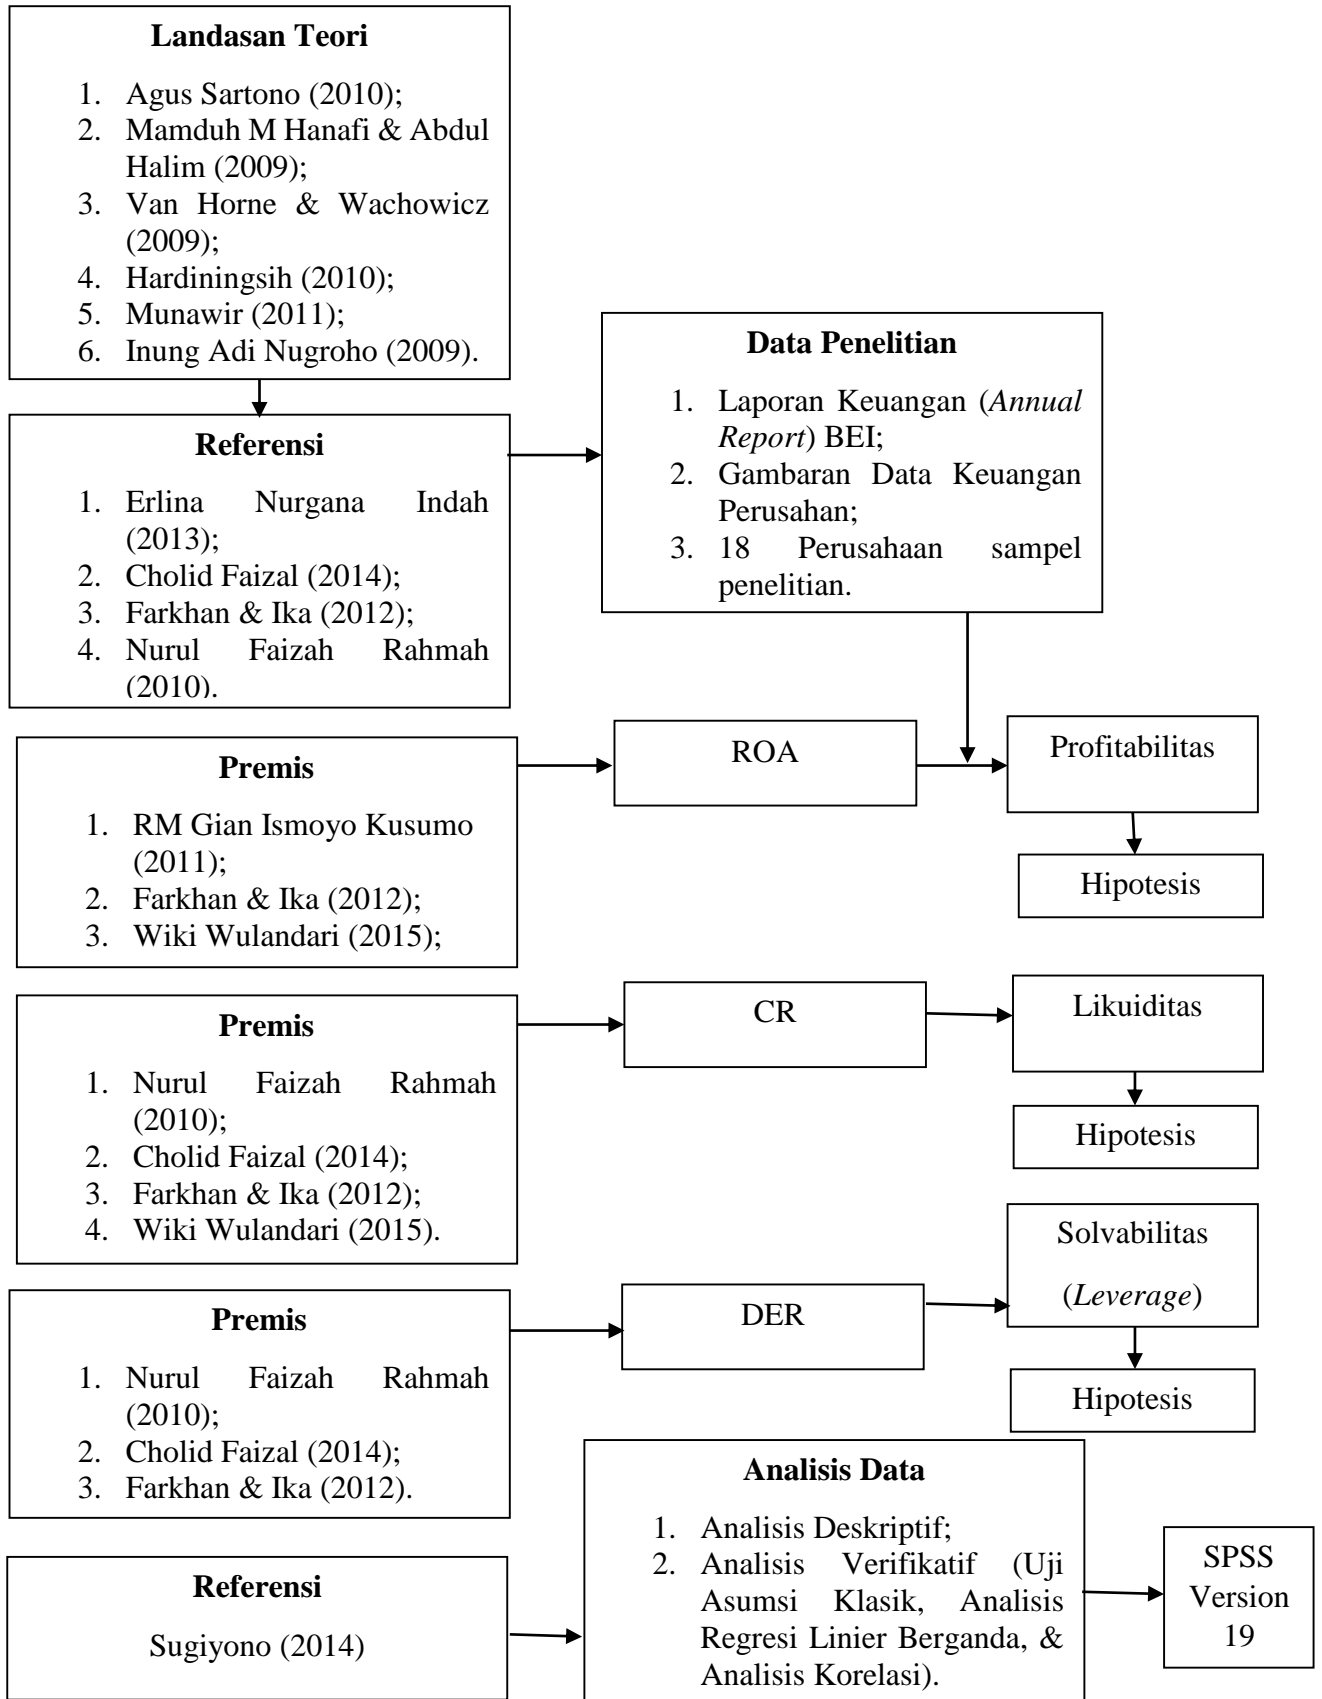 Landasan Teori
1. Agus Sartono (2010);
2. Mamduh M Hanafi & Abdul
Halim (2009);
3. Van Horne & Wachowicz
(2009);
4. Hardiningsih (2010);
5. Munawir (2011);
6. Inung Adi Nugroho (2009).
Referensi
1. Erlina Nurgana Indah
(2013);
2. Cholid Faizal (2014);
3. Farkhan & Ika (2012);
4. Nurul Faizah Rahmah
(2010).
Data Penelitian
1. Laporan Keuangan (Annual
Report) BEI;
2. Gambaran Data Keuangan
Perusahan;
3. 18 Perusahaan sampel
penelitian.
Premis
1. RM Gian Ismoyo Kusumo
(2011);
2. Farkhan & Ika (2012);
3. Wiki Wulandari (2015);
ROA
Profitabilitas
Hipotesis
Premis
1. Nurul Faizah Rahmah
(2010);
2. Cholid Faizal (2014);
3. Farkhan & Ika (2012);
4. Wiki Wulandari (2015).
CR
Likuiditas
Hipotesis
Premis
1. Nurul Faizah Rahmah
(2010);
2. Cholid Faizal (2014);
3. Farkhan & Ika (2012).
DER
Solvabilitas
(Leverage)
Hipotesis
Referensi
Sugiyono (2014)
Analisis Data
1. Analisis Deskriptif;
2. Analisis Verifikatif (Uji
Asumsi Klasik, Analisis
Regresi Linier Berganda, &
Analisis Korelasi).
SPSS
Version
19